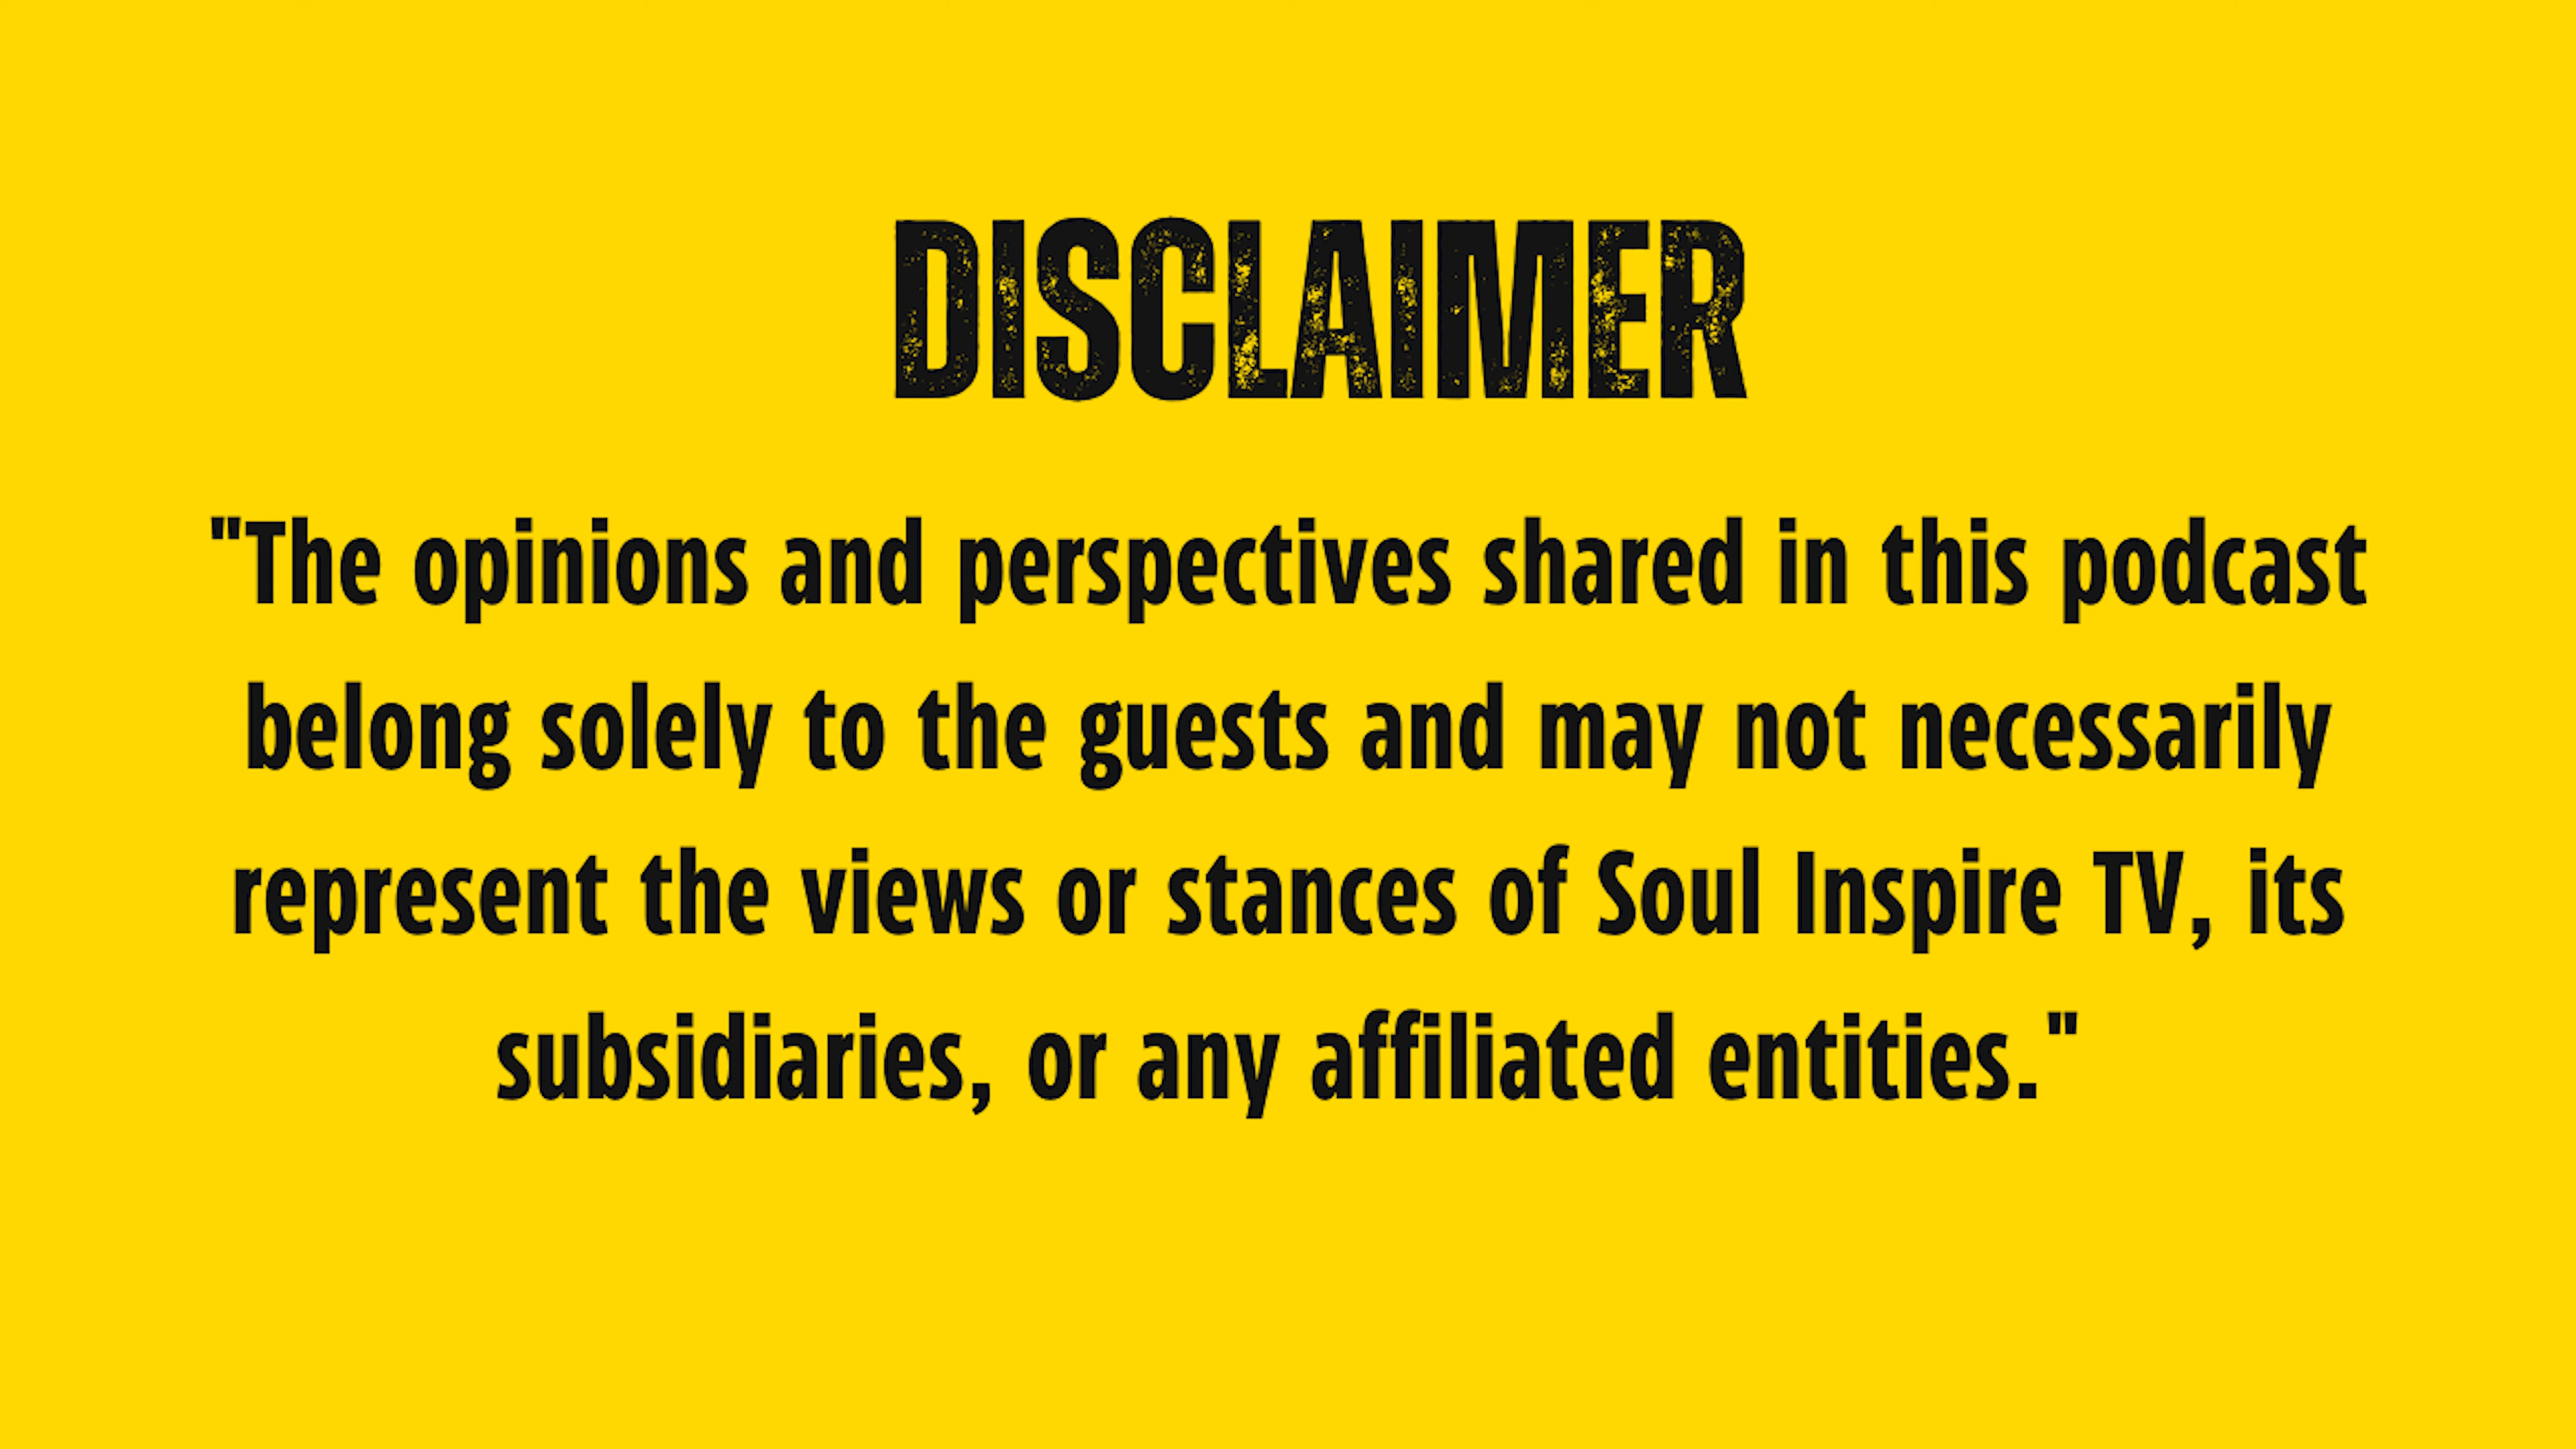 DISCLAIMER
"The opinions and perspectives shared in this podcast
belong solely to the guests and may not necessarily
represent the views or stances of Soul Inspire TV, its
subsidiaries, or any affiliated entities."